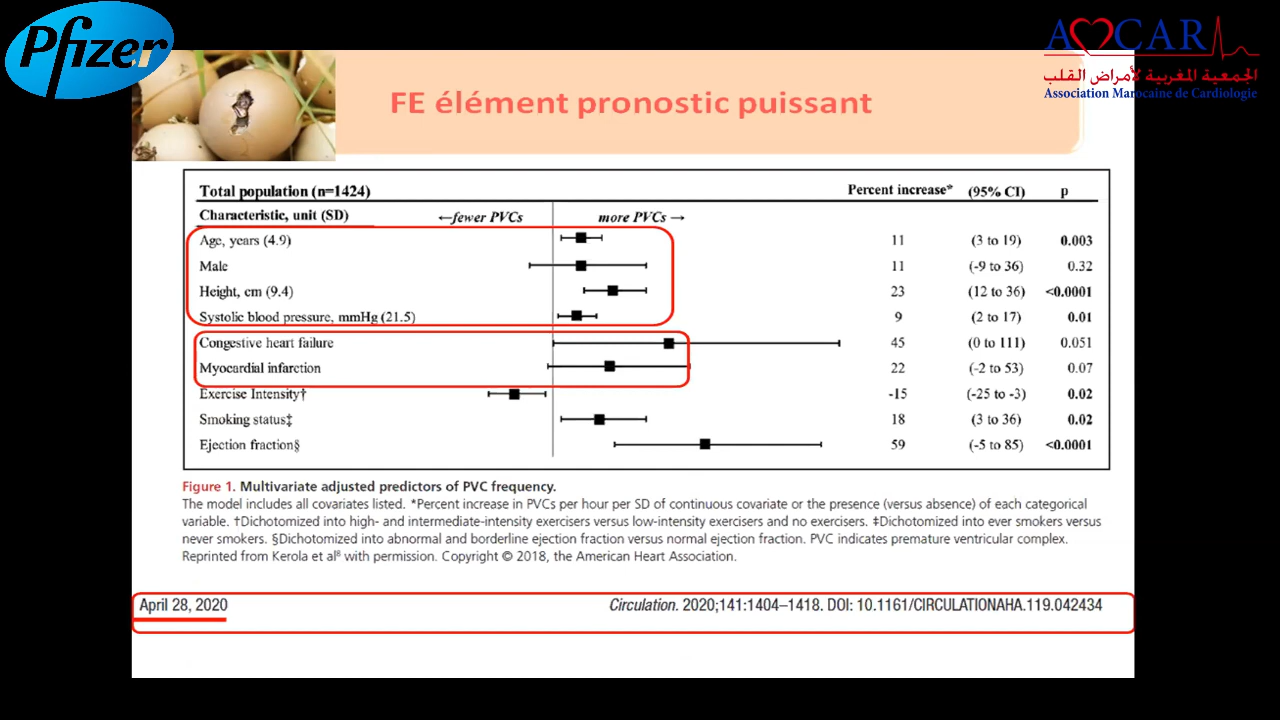 Pfizer
AMCAR
الجمعية المغربية لأمراض القلب
Association Marocaine de Cardiologie
FE élément pronostic puissant
Total population (n=1424) Percent increase* (95% CI) p
Characteristic, unit (SD) ←fewer PVCs more PVCs →
Age, years (4.9) 11 (3 to 19) 0.003
Male 11 (-9 to 36) 0.32
Height, cm (9.4) 23 (12 to 36) <0.0001
Systolic blood pressure, mmHg (21.5) 9 (2 to 17) 0.01
Congestive heart failure 45 (0 to 111) 0.051
Myocardial infarction 22 (-2 to 53) 0.07
Exercise Intensity† -15 (-25 to -3) 0.02
Smoking status‡ 18 (3 to 36) 0.02
Ejection fraction§ 59 (-5 to 85) <0.0001
Figure 1. Multivariate adjusted predictors of PVC frequency.
The model includes all covariates listed. *Percent increase in PVCs per hour per SD of continuous covariate or the presence (versus absence) of each categorical
variable. †Dichotomized into high- and intermediate-intensity exercisers versus low-intensity exercisers and no exercisers. ‡Dichotomized into ever smokers versus
never smokers. §Dichotomized into abnormal and borderline ejection fraction versus normal ejection fraction. PVC indicates premature ventricular complex.
Reprinted from Kerola et al⁸ with permission. Copyright © 2018, the American Heart Association.
April 28, 2020 Circulation. 2020;141:1404–1418. DOI: 10.1161/CIRCULATIONAHA.119.042434